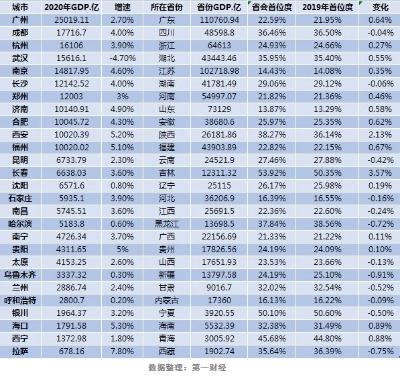 城市 2020年GDP.亿 增速 所在省份 省份GDP.亿 省会首位度 2019年首位度 变化
广州 25019.11 2.70% 广东 110760.94 22.59% 21.95% 0.64%
成都 17716.7 4.00% 四川 48598.8 36.46% 36.50% -0.04%
杭州 16106 3.90% 浙江 64613 24.93% 24.66% 0.27%
武汉 15616.1 -4.70% 湖北 43443.46 35.95% 35.40% 0.55%
南京 14817.95 4.60% 江苏 102718.98 14.43% 14.08% 0.35%
长沙 12142.52 4.00% 湖南 41781.49 29.06% 29.12% -0.06%
郑州 12003 3% 河南 54997.07 21.82% 21.36% 0.46%
济南 10140.91 4.90% 山东 73129 13.87% 13.29% 0.58%
合肥 10045.72 4.30% 安徽 38680.6 25.97% 25.35% 0.62%
西安 10020.39 5.20% 陕西 26181.86 38.27% 36.14% 2.13%
福州 10020.02 5.10% 福建 43903.89 22.82% 22.15% 0.67%
昆明 6733.79 2.30% 云南 24521.9 27.46% 27.88% -0.42%
长春 6638.03 3.60% 吉林 12311.32 53.92% 50.35% 3.57%
沈阳 6571.6 0.80% 辽宁 25115 26.17% 25.98% 0.19%
石家庄 5935.1 3.90% 河北 36206.9 16.39% 16.55% -0.16%
南昌 5745.51 3.60% 江西 25691.5 22.36% 22.60% -0.24%
哈尔滨 5183.8 0.60% 黑龙江 13698.5 37.84% 38.56% -0.72%
南宁 4726.34 3.70% 广西 22156.69 21.33% 21.22% 0.11%
贵阳 4311.65 5% 贵州 17826.56 24.19% 24.09% 0.10%
太原 4153.25 2.60% 山西 17651.93 23.53% 23.66% -0.13%
乌鲁木齐 3337.32 0.30% 新疆 13797.58 24.19% 25.10% -0.91%
兰州 2886.74 2.40% 甘肃 9016.7 32.02% 32.54% -0.52%
呼和浩特 2800.7 0.20% 内蒙古 17360 16.13% 16.22% -0.09%
银川 1964.37 3.20% 宁夏 3920.55 50.10% 50.60% -0.50%
海口 1791.58 5.30% 海南 5532.39 32.38% 31.49% 0.89%
西宁 1372.98 1.80% 青海 3005.92 45.68% 44.80% 0.88%
拉萨 678.16 7.80% 西藏 1902.74 35.64% 36.39% -0.75%
数据整理：第一财经